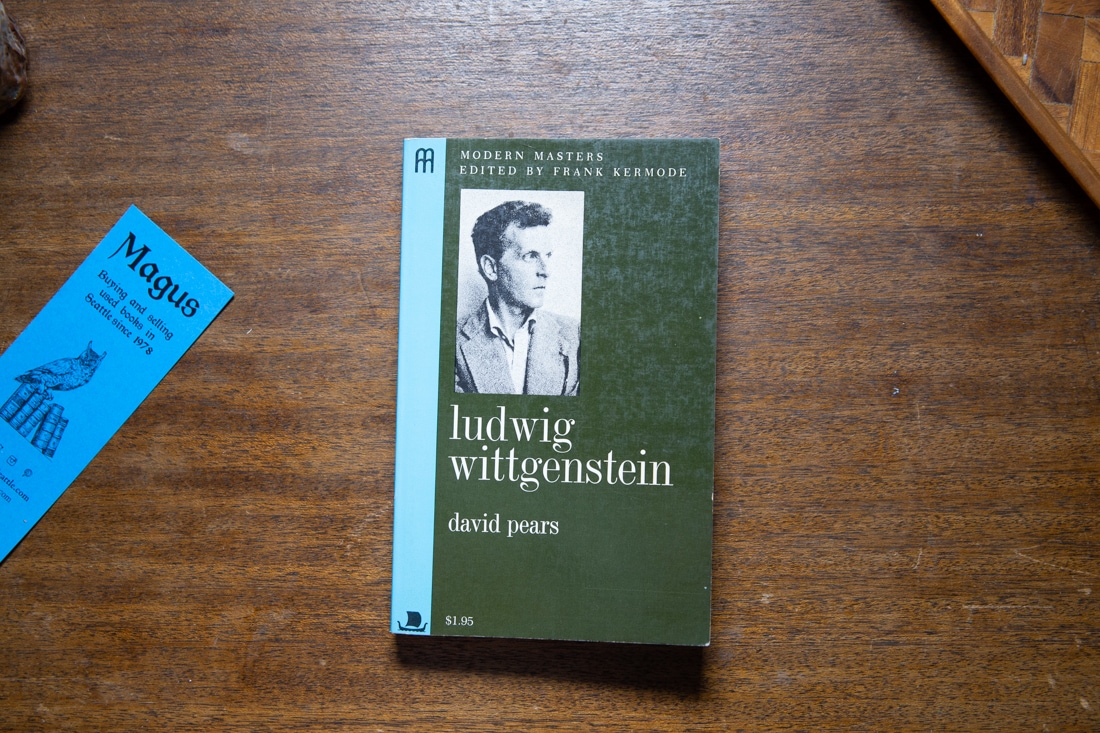 Magus
Buying and selling
used books in
Seattle since 1978
MODERN MASTERS
EDITED BY FRANK KERMODE
ludwig
wittgenstein
david pears
$1.95